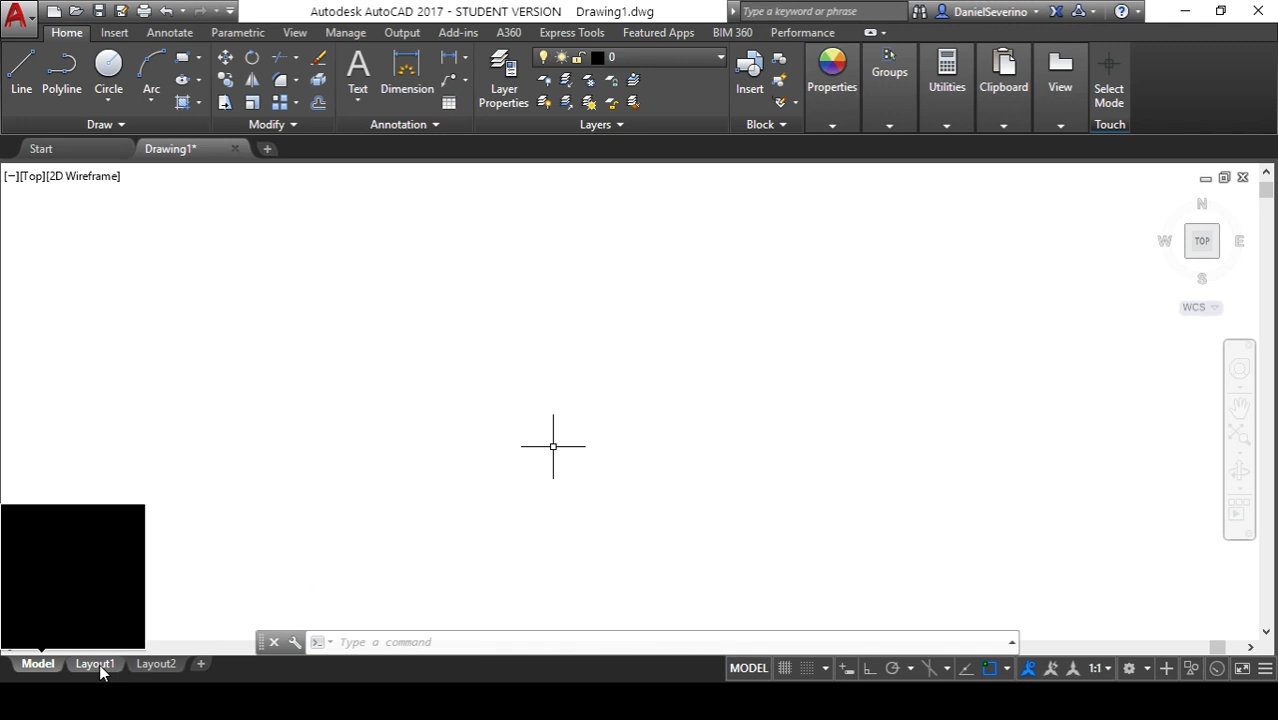 Autodesk AutoCAD 2017 - STUDENT VERSION Drawing1.dwg
Type a keyword or phrase
DanielSeverino
Home Insert Annotate Parametric View Manage Output Add-ins A360 Express Tools Featured Apps BIM 360 Performance
0
Line Polyline Circle Arc
Text Dimension
Layer Properties
Insert
Properties
Groups
Utilities
Clipboard
View
Select Mode
Draw Modify Annotation Layers Block Touch
Start Drawing1*
[−][Top][2D Wireframe]
N
W TOP E
S
WCS
Type a command
Model Layout1 Layout2
MODEL 1:1